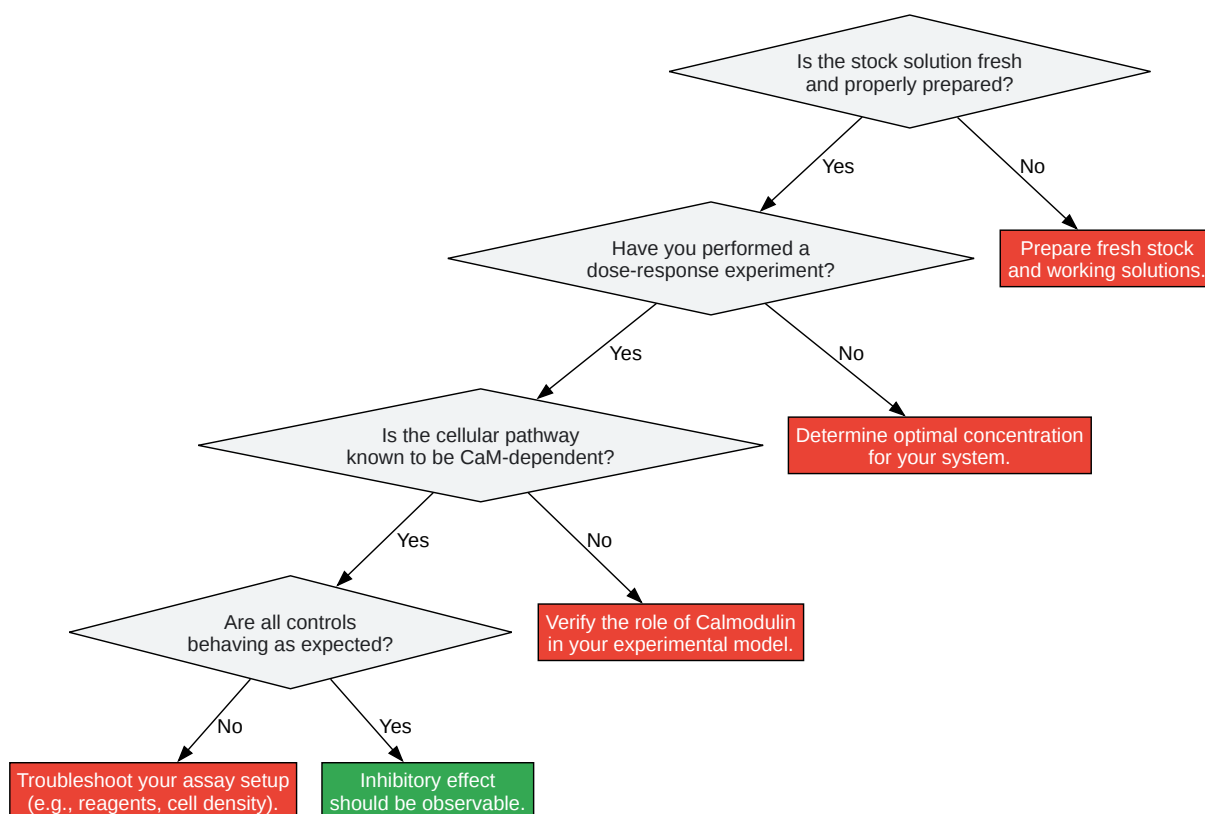 Is the stock solution fresh
and properly prepared?
Yes
No
Have you performed a
dose-response experiment?
Prepare fresh stock
and working solutions.
Yes
No
Is the cellular pathway
known to be CaM-dependent?
Determine optimal concentration
for your system.
Yes
No
Are all controls
behaving as expected?
Verify the role of Calmodulin
in your experimental model.
No
Yes
Troubleshoot your assay setup
(e.g., reagents, cell density).
Inhibitory effect
should be observable.